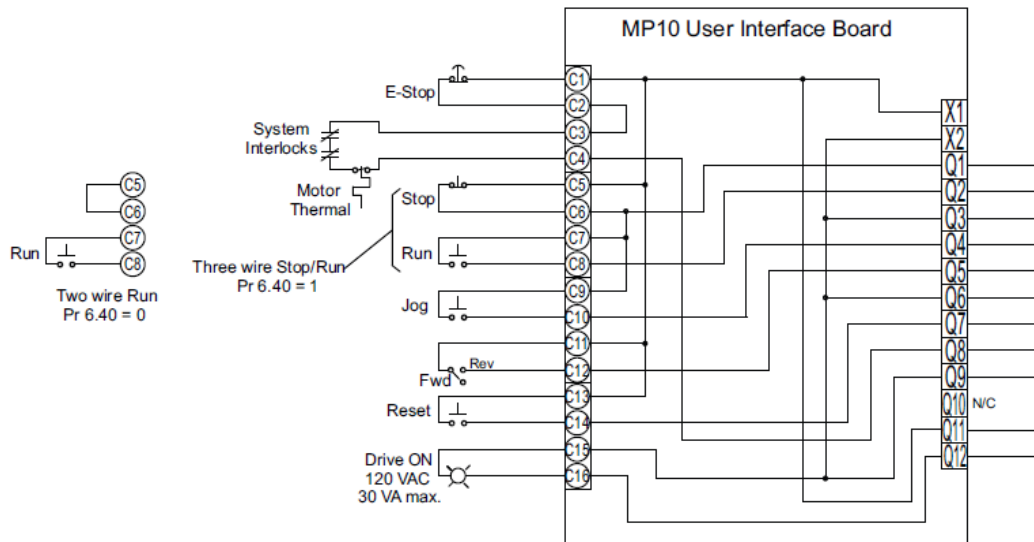 MP10 User Interface Board
E-Stop
System
Interlocks
Motor
Thermal
Stop
Run
Three wire Stop/Run
Pr 6.40 = 1
Jog
Rev
Fwd
Reset
Drive ON
120 VAC
30 VA max.
C5
C6
C7
C8
Run
Two wire Run
Pr 6.40 = 0
C1
C2
C3
C4
C5
C6
C7
C8
C9
C10
C11
C12
C13
C14
C15
C16
X1
X2
Q1
Q2
Q3
Q4
Q5
Q6
Q7
Q8
Q9
Q10 N/C
Q11
Q12